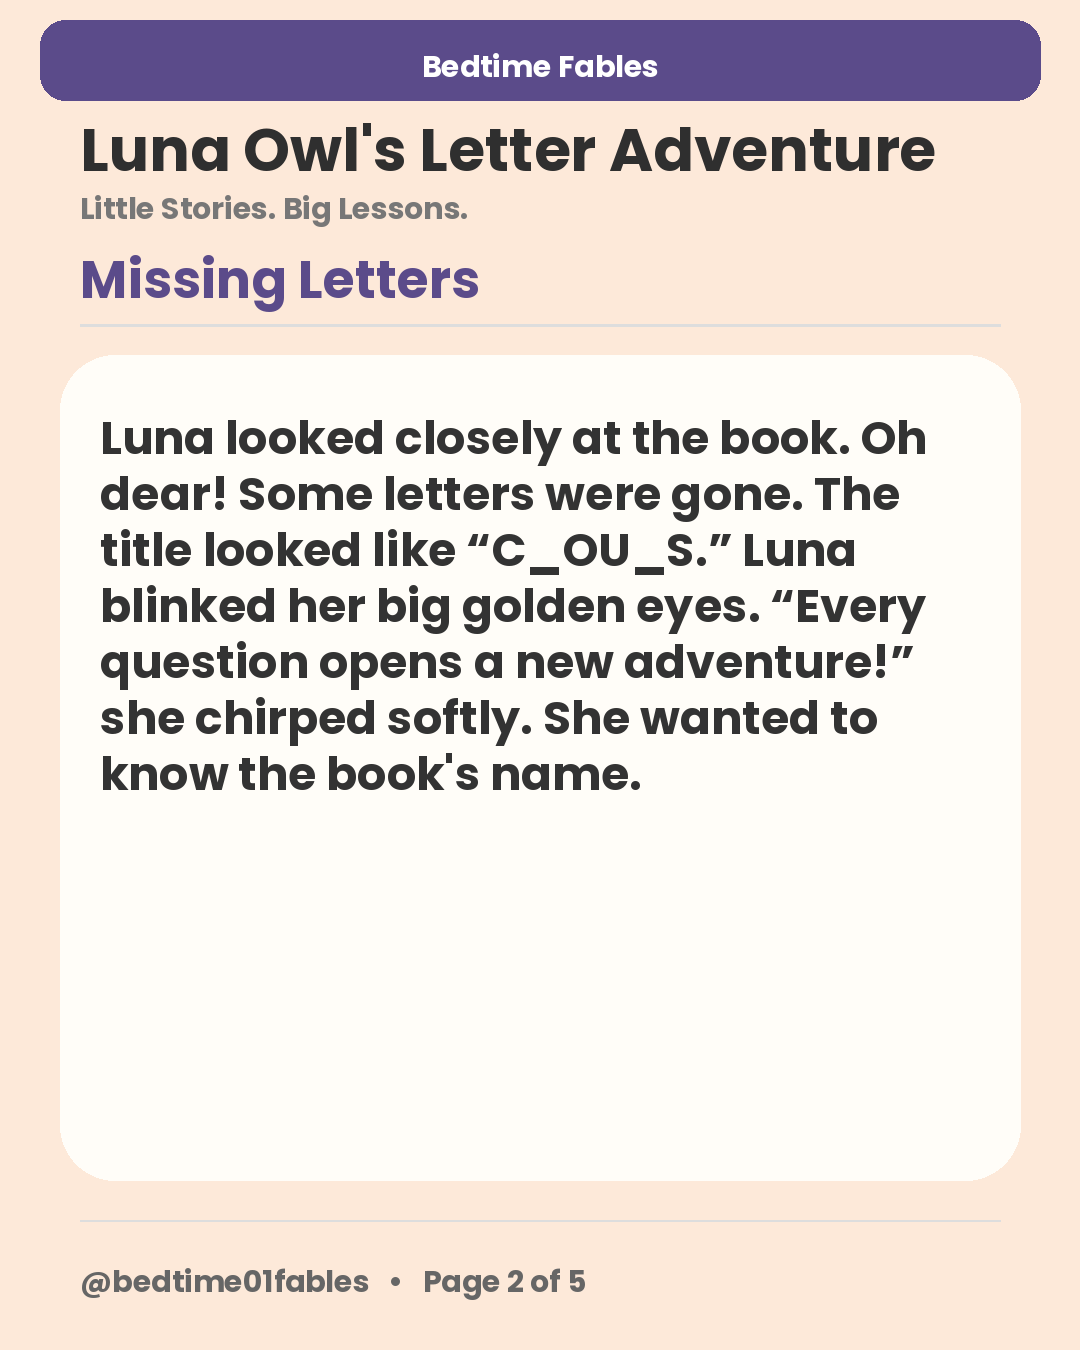 Bedtime Fables
Luna Owl's Letter Adventure
Little Stories. Big Lessons.
Missing Letters
Luna looked closely at the book. Oh
dear! Some letters were gone. The
title looked like “C_OU_S.” Luna
blinked her big golden eyes. “Every
question opens a new adventure!”
she chirped softly. She wanted to
know the book's name.
@bedtime01fables • Page 2 of 5